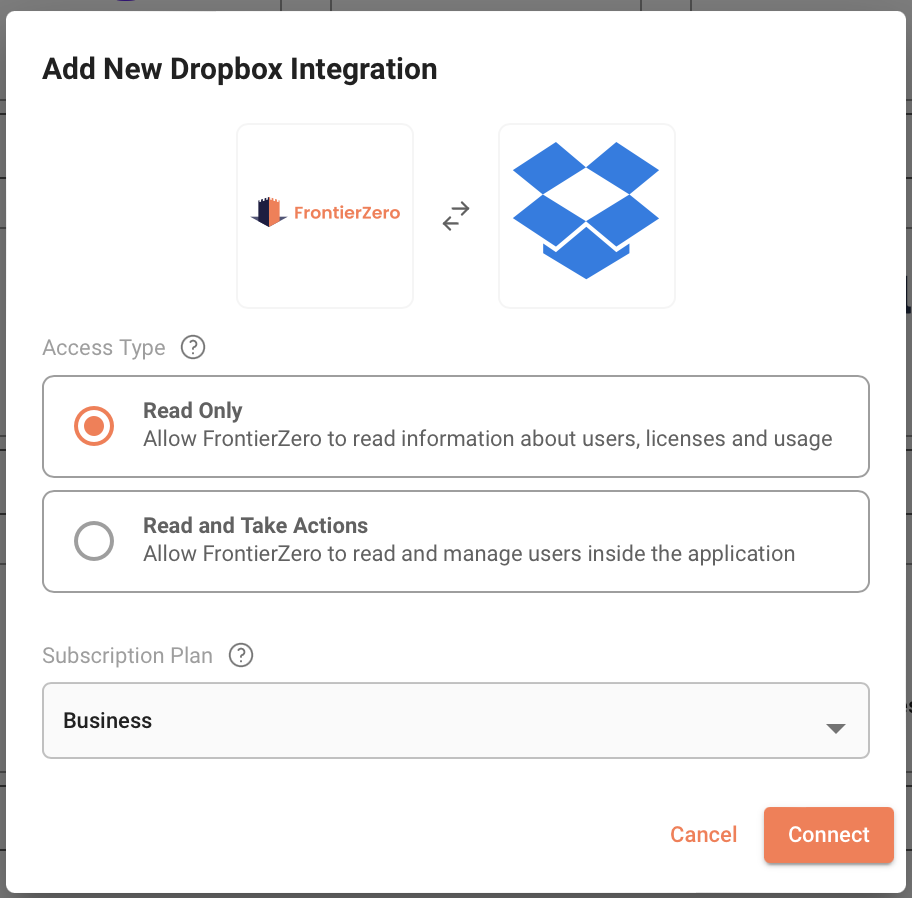 Add New Dropbox Integration
FrontierZero
Access Type ?
Read Only
Allow FrontierZero to read information about users, licenses and usage
Read and Take Actions
Allow FrontierZero to read and manage users inside the application
Subscription Plan ?
Business
Cancel
Connect